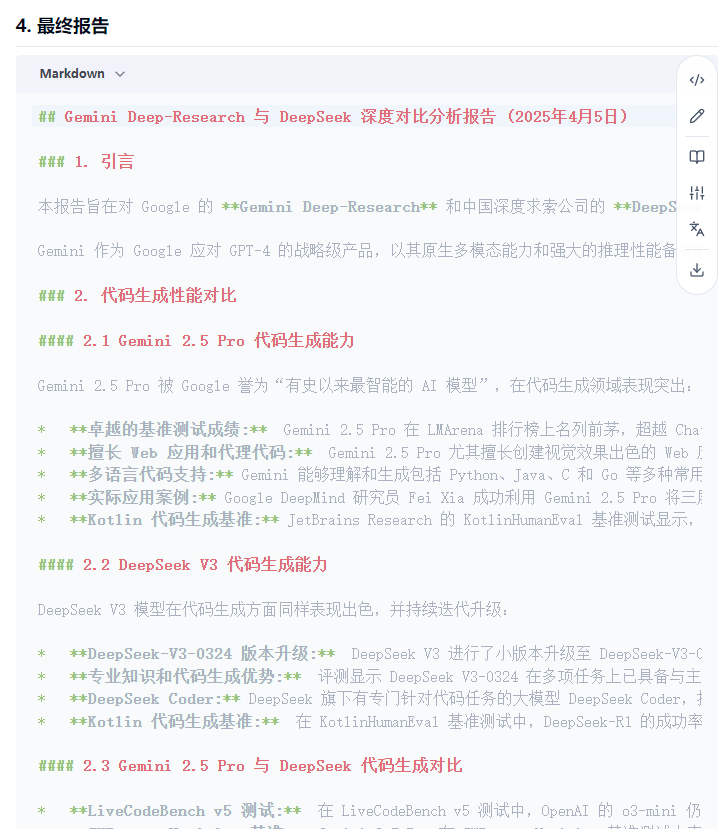 4. 最终报告
Markdown
## Gemini Deep-Research 与 DeepSeek 深度对比分析报告 (2025年4月5日)
### 1. 引言
本报告旨在对 Google 的 **Gemini Deep-Research** 和中国深度求索公司的 **DeepS
Gemini 作为 Google 应对 GPT-4 的战略级产品，以其原生多模态能力和强大的推理性能备
### 2. 代码生成性能对比
#### 2.1 Gemini 2.5 Pro 代码生成能力
Gemini 2.5 Pro 被 Google 誉为“有史以来最智能的 AI 模型”，在代码生成领域表现突出：
* **卓越的基准测试成绩:** Gemini 2.5 Pro 在 LMArena 排行榜上名列前茅，超越 Cha
* **擅长 Web 应用和代理代码:** Gemini 2.5 Pro 尤其擅长创建视觉效果出色的 Web 应
* **多语言代码支持:** Gemini 能够理解和生成包括 Python、Java、C 和 Go 等多种常用
* **实际应用案例:** Google DeepMind 研究员 Fei Xia 成功利用 Gemini 2.5 Pro 将三
* **Kotlin 代码生成基准:** JetBrains Research 的 KotlinHumanEval 基准测试显示，
#### 2.2 DeepSeek V3 代码生成能力
DeepSeek V3 模型在代码生成方面同样表现出色，并持续迭代升级：
* **DeepSeek-V3-0324 版本升级:** DeepSeek V3 进行了小版本升级至 DeepSeek-V3-0
* **专业知识和代码生成优势:** 评测显示 DeepSeek V3-0324 在多项任务上已具备与主
* **DeepSeek Coder:** DeepSeek 旗下有专门针对代码任务的大模型 DeepSeek Coder，
* **Kotlin 代码生成基准:** 在 KotlinHumanEval 基准测试中，DeepSeek-R1 的成功率
#### 2.3 Gemini 2.5 Pro 与 DeepSeek 代码生成对比
* **LiveCodeBench v5 测试:** 在 LiveCodeBench v5 测试中，OpenAI 的 o3-mini 仍